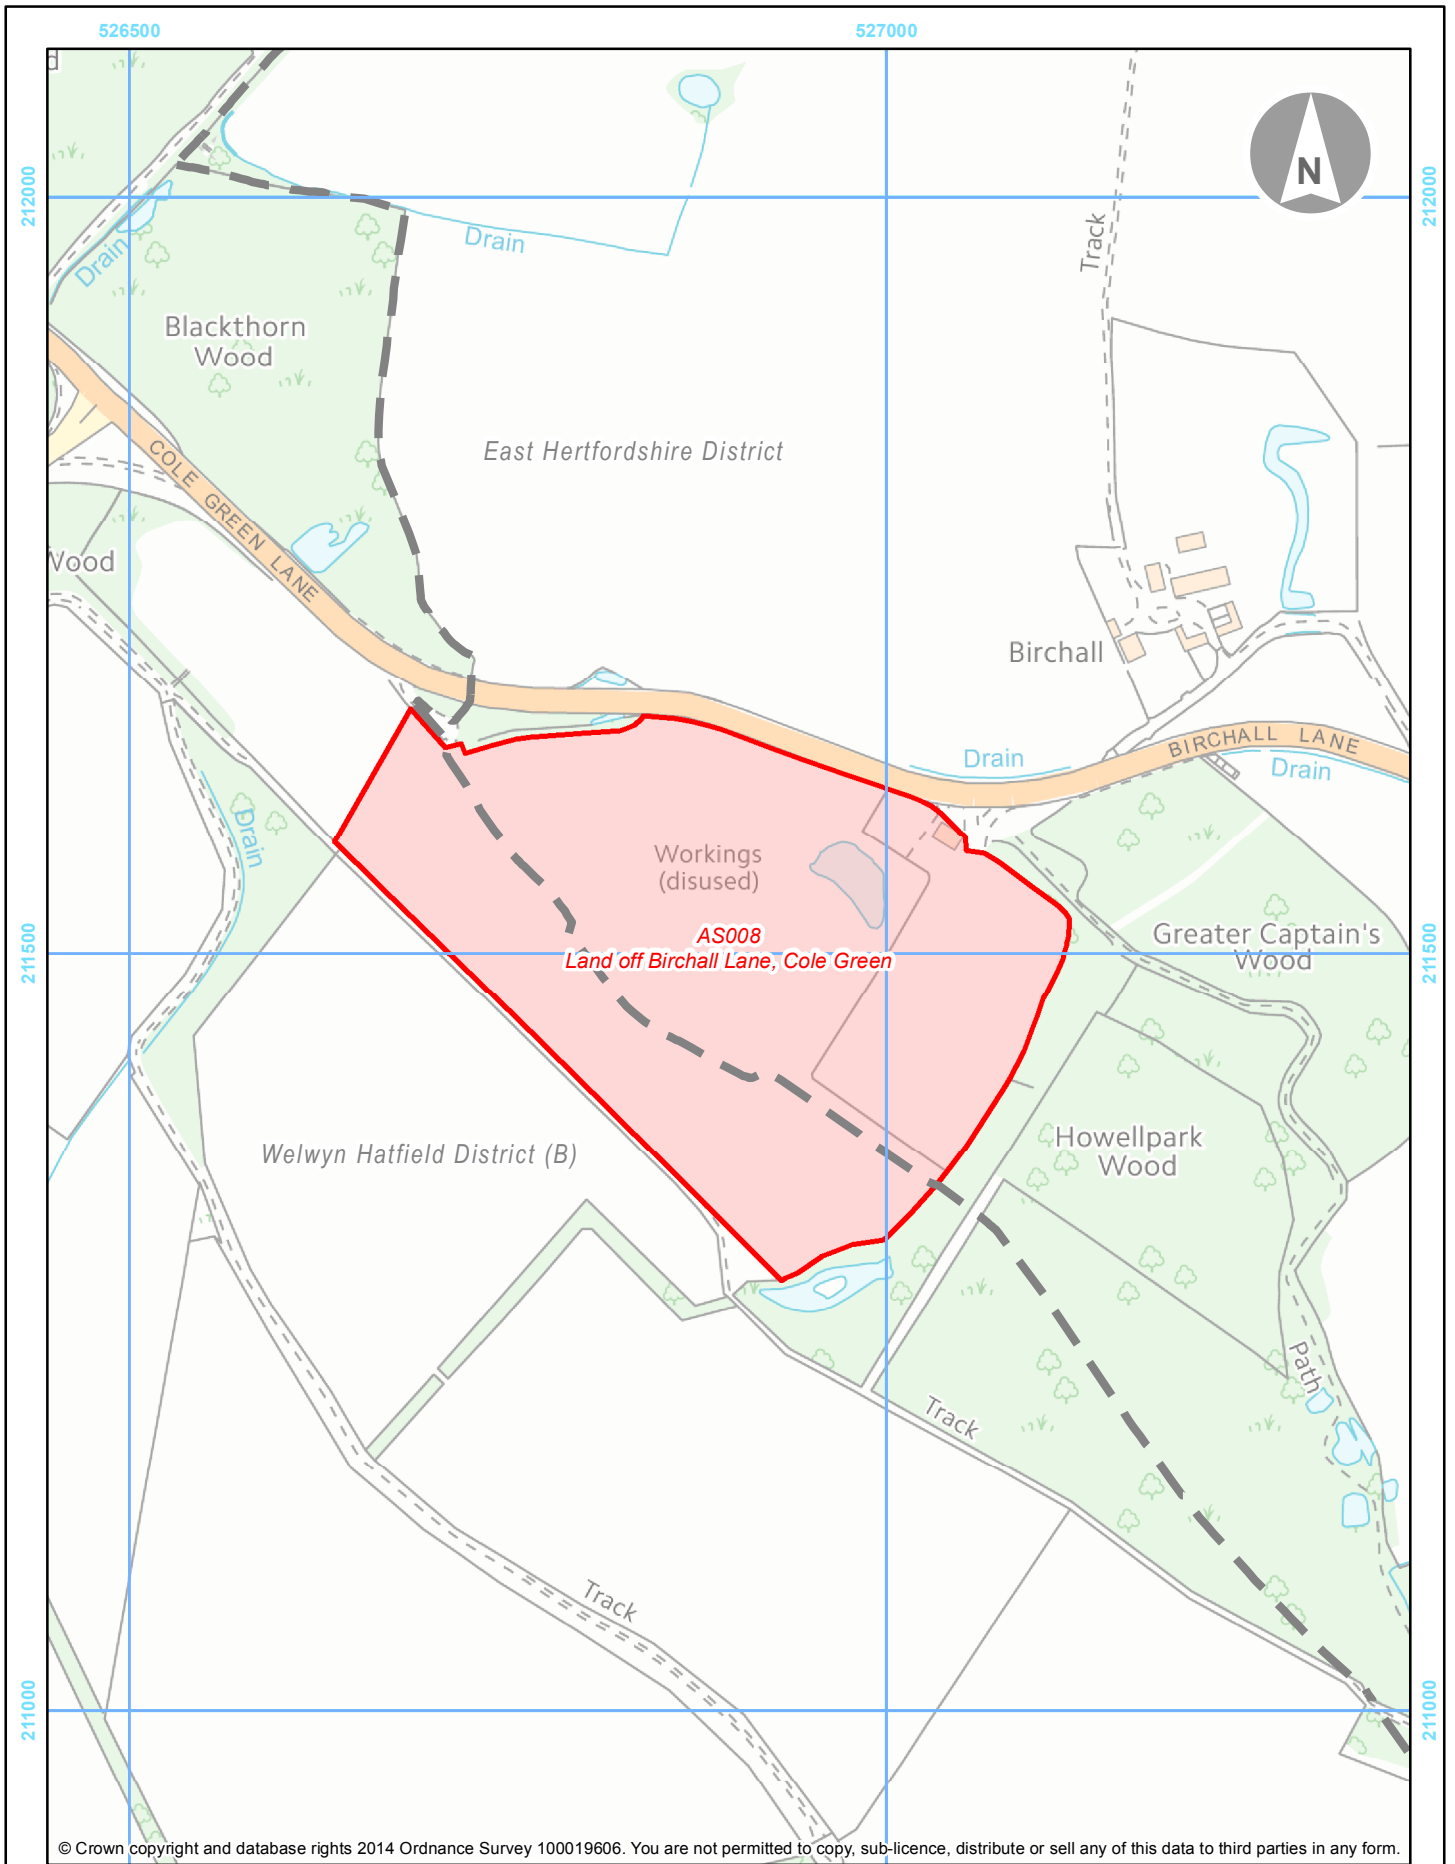 526500
527000
d
212000
212000
N
Track
Drain
Drain
Blackthorn
Wood
East Hertfordshire District
COLE GREEN LANE
Wood
Birchall
BIRCHALL LANE
Drain
Drain
Drain
Workings
(disused)
AS008
Land off Birchall Lane, Cole Green
Greater Captain's
Wood
211500
211500
Welwyn Hatfield District (B)
Howellpark
Wood
Path
Track
Track
211000
211000
© Crown copyright and database rights 2014 Ordnance Survey 100019606. You are not permitted to copy, sub-licence, distribute or sell any of this data to third parties in any form.